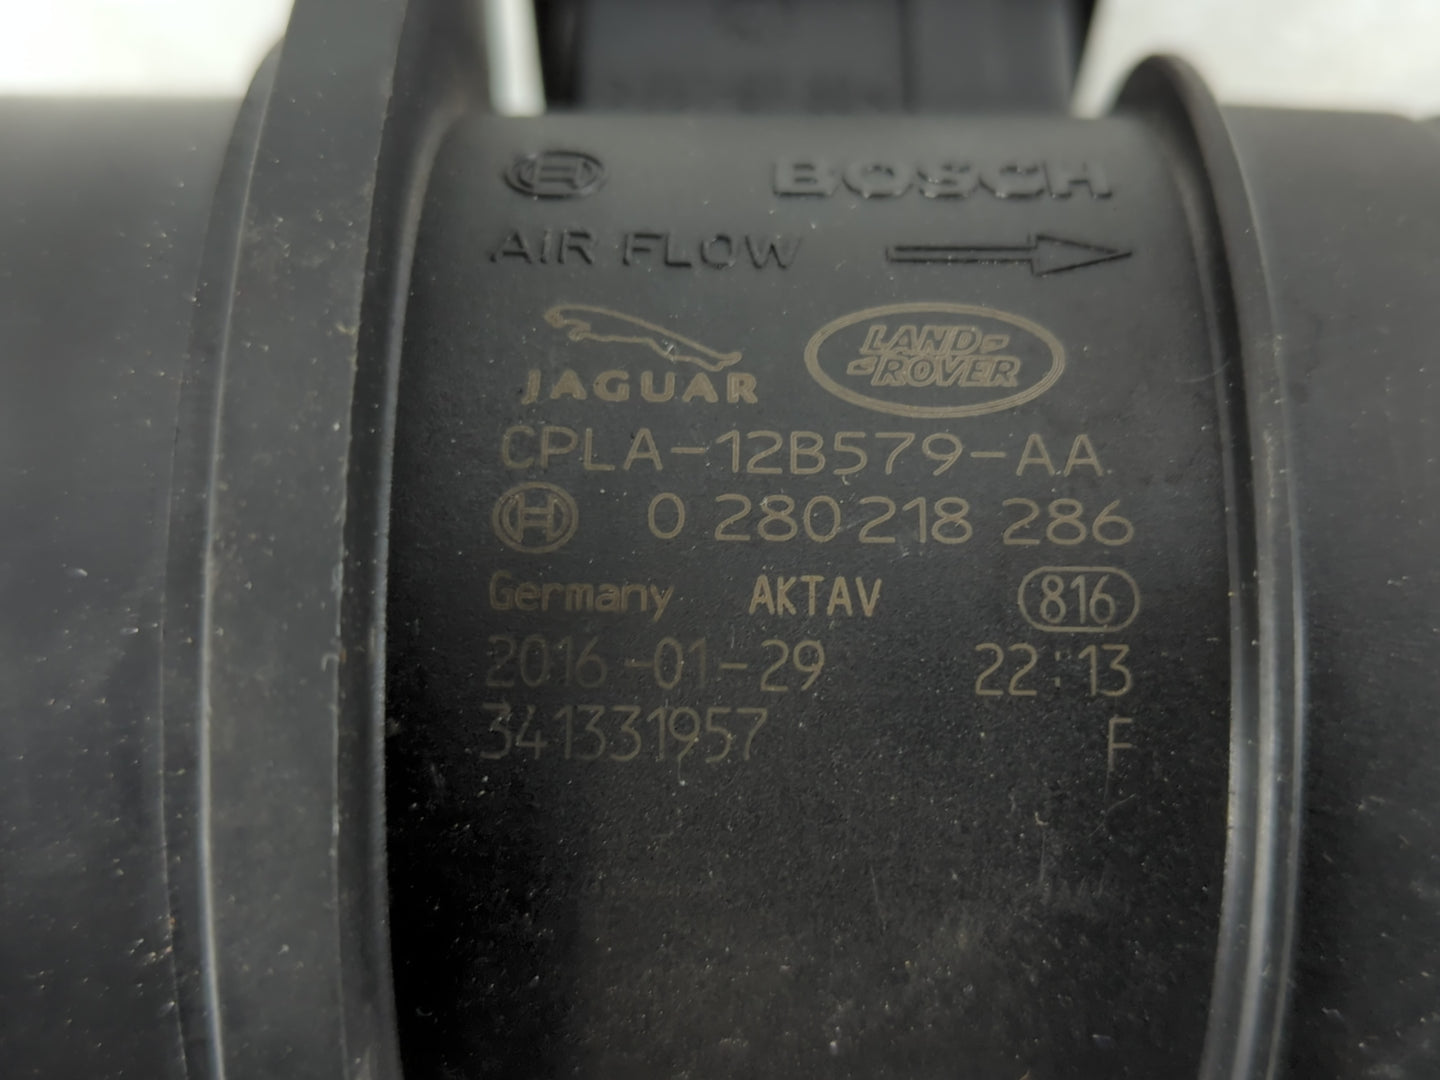 BOSCH
AIR FLOW
JAGUAR LAND ROVER
CPLA-12B579-AA
0 280 218 286
Germany AKTAV 816
2016-01-29 22:13
341331957 F